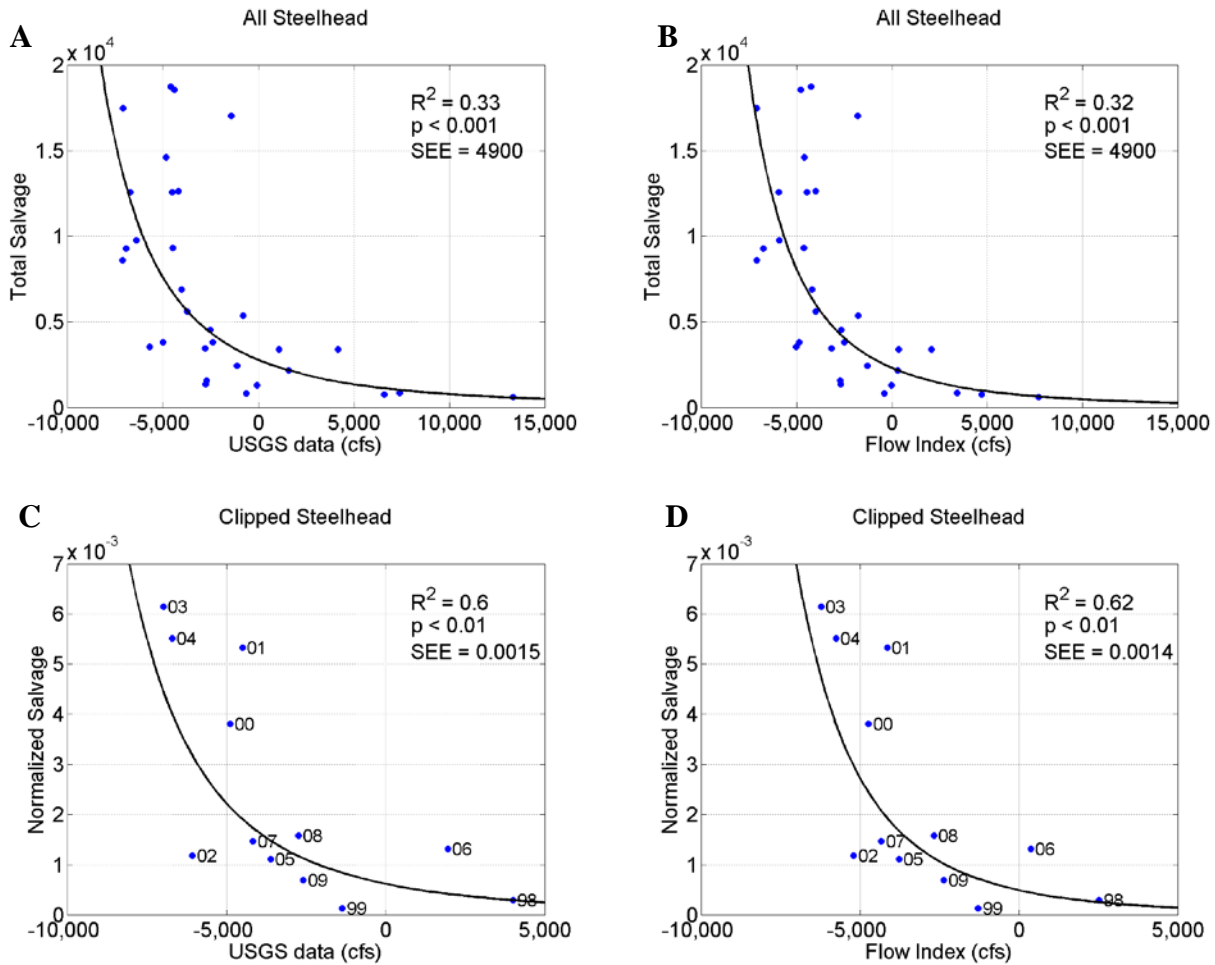 A
All Steelhead
2 x 10^4
1.5
1
0.5
0
Total Salvage
R^2 = 0.33
p < 0.001
SEE = 4900
-10,000 -5,000 0 5,000 10,000 15,000
USGS data (cfs)
B
All Steelhead
2 x 10^4
1.5
1
0.5
0
Total Salvage
R^2 = 0.32
p < 0.001
SEE = 4900
-10,000 -5,000 0 5,000 10,000 15,000
Flow Index (cfs)
C
Clipped Steelhead
7 x 10^-3
6
5
4
3
2
1
0
Normalized Salvage
R^2 = 0.6
p < 0.01
SEE = 0.0015
03
04
01
00
08
07
06
02
05
09
98
99
-10,000 -5,000 0 5,000
USGS data (cfs)
D
Clipped Steelhead
7 x 10^-3
6
5
4
3
2
1
0
Normalized Salvage
R^2 = 0.62
p < 0.01
SEE = 0.0014
03
04
01
00
08
07
06
02
05
09
98
99
-10,000 -5,000 0 5,000
Flow Index (cfs)